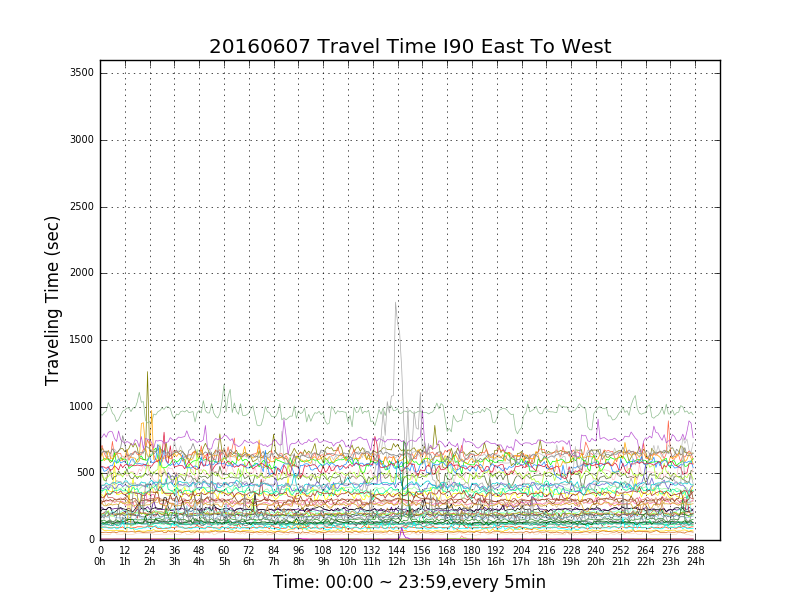 20160607 Travel Time I90 East To West
3500
3000
2500
2000
1500
1000
500
0
Traveling Time (sec)
0 12 24 36 48 60 72 84 96 108 120 132 144 156 168 180 192 204 216 228 240 252 264 276 288
0h 1h 2h 3h 4h 5h 6h 7h 8h 9h 10h 11h 12h 13h 14h 15h 16h 17h 18h 19h 20h 21h 22h 23h 24h
Time: 00:00 ~ 23:59,every 5min